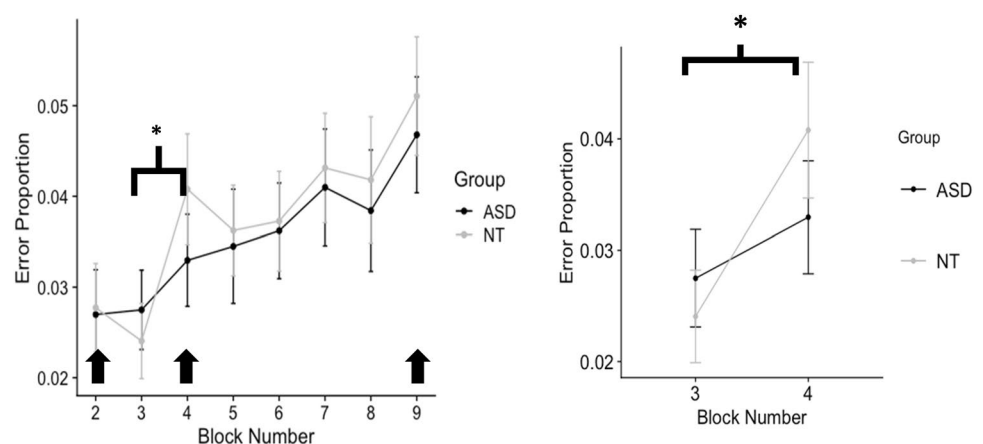 *
0.05
0.04
0.03
0.02
Error Proportion
2 3 4 5 6 7 8 9
Block Number
Group
ASD
NT
*
0.04
0.03
0.02
Error Proportion
3 4
Block Number
Group
ASD
NT